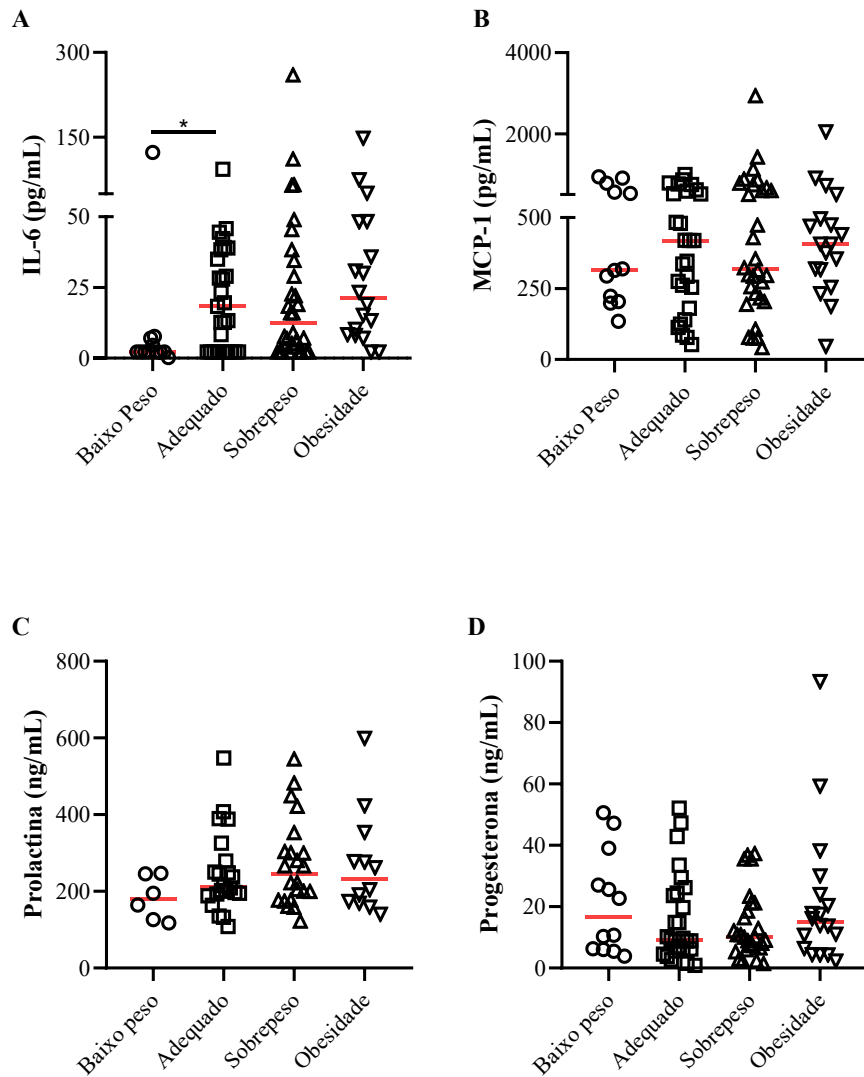 A
IL-6 (pg/mL)
300
150
50
25
0
*
Baixo Peso
Adequado
Sobrepeso
Obesidade
B
MCP-1 (pg/mL)
4000
2000
500
250
0
Baixo Peso
Adequado
Sobrepeso
Obesidade
C
Prolactina (ng/mL)
800
600
400
200
0
Baixo peso
Adequado
Sobrepeso
Obesidade
D
Progesterona (ng/mL)
100
80
60
40
20
0
Baixo peso
Adequado
Sobrepeso
Obesidade